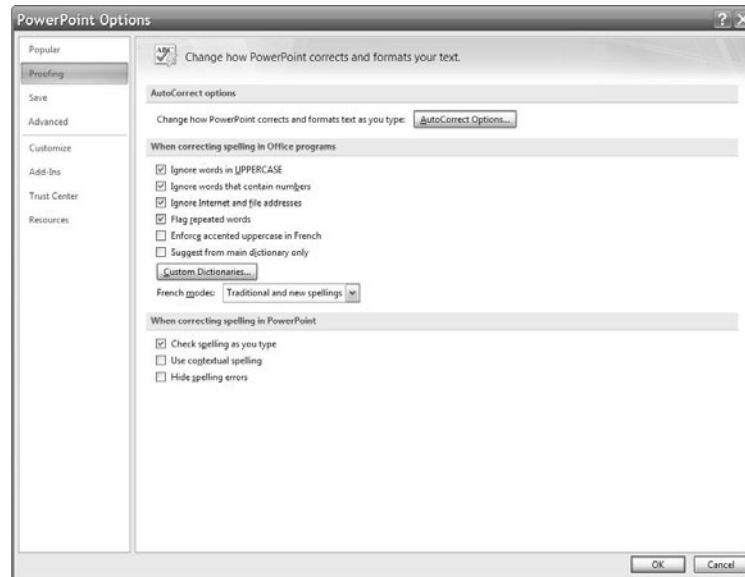 PowerPoint Options
Popular
Proofing
Save
Advanced
Customize
Add-Ins
Trust Center
Resources
ABC
Change how PowerPoint corrects and formats your text.
AutoCorrect options
Change how PowerPoint corrects and formats text as you type: AutoCorrect Options...
When correcting spelling in Office programs
Ignore words in UPPERCASE
Ignore words that contain numbers
Ignore Internet and file addresses
Flag repeated words
Enforce accented uppercase in French
Suggest from main dictionary only
Custom Dictionaries...
French modes: Traditional and new spellings
When correcting spelling in PowerPoint
Check spelling as you type
Use contextual spelling
Hide spelling errors
OK Cancel